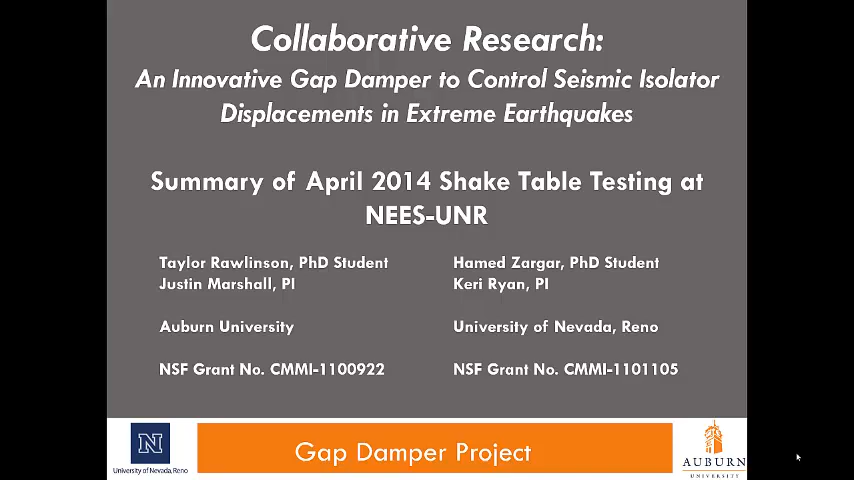 Collaborative Research:
An Innovative Gap Damper to Control Seismic Isolator
Displacements in Extreme Earthquakes
Summary of April 2014 Shake Table Testing at
NEES-UNR
Taylor Rawlinson, PhD Student
Justin Marshall, PI
Auburn University
NSF Grant No. CMMI-1100922
Hamed Zargar, PhD Student
Keri Ryan, PI
University of Nevada, Reno
NSF Grant No. CMMI-1101105
N
University of Nevada, Reno
Gap Damper Project
AUBURN
UNIVERSITY